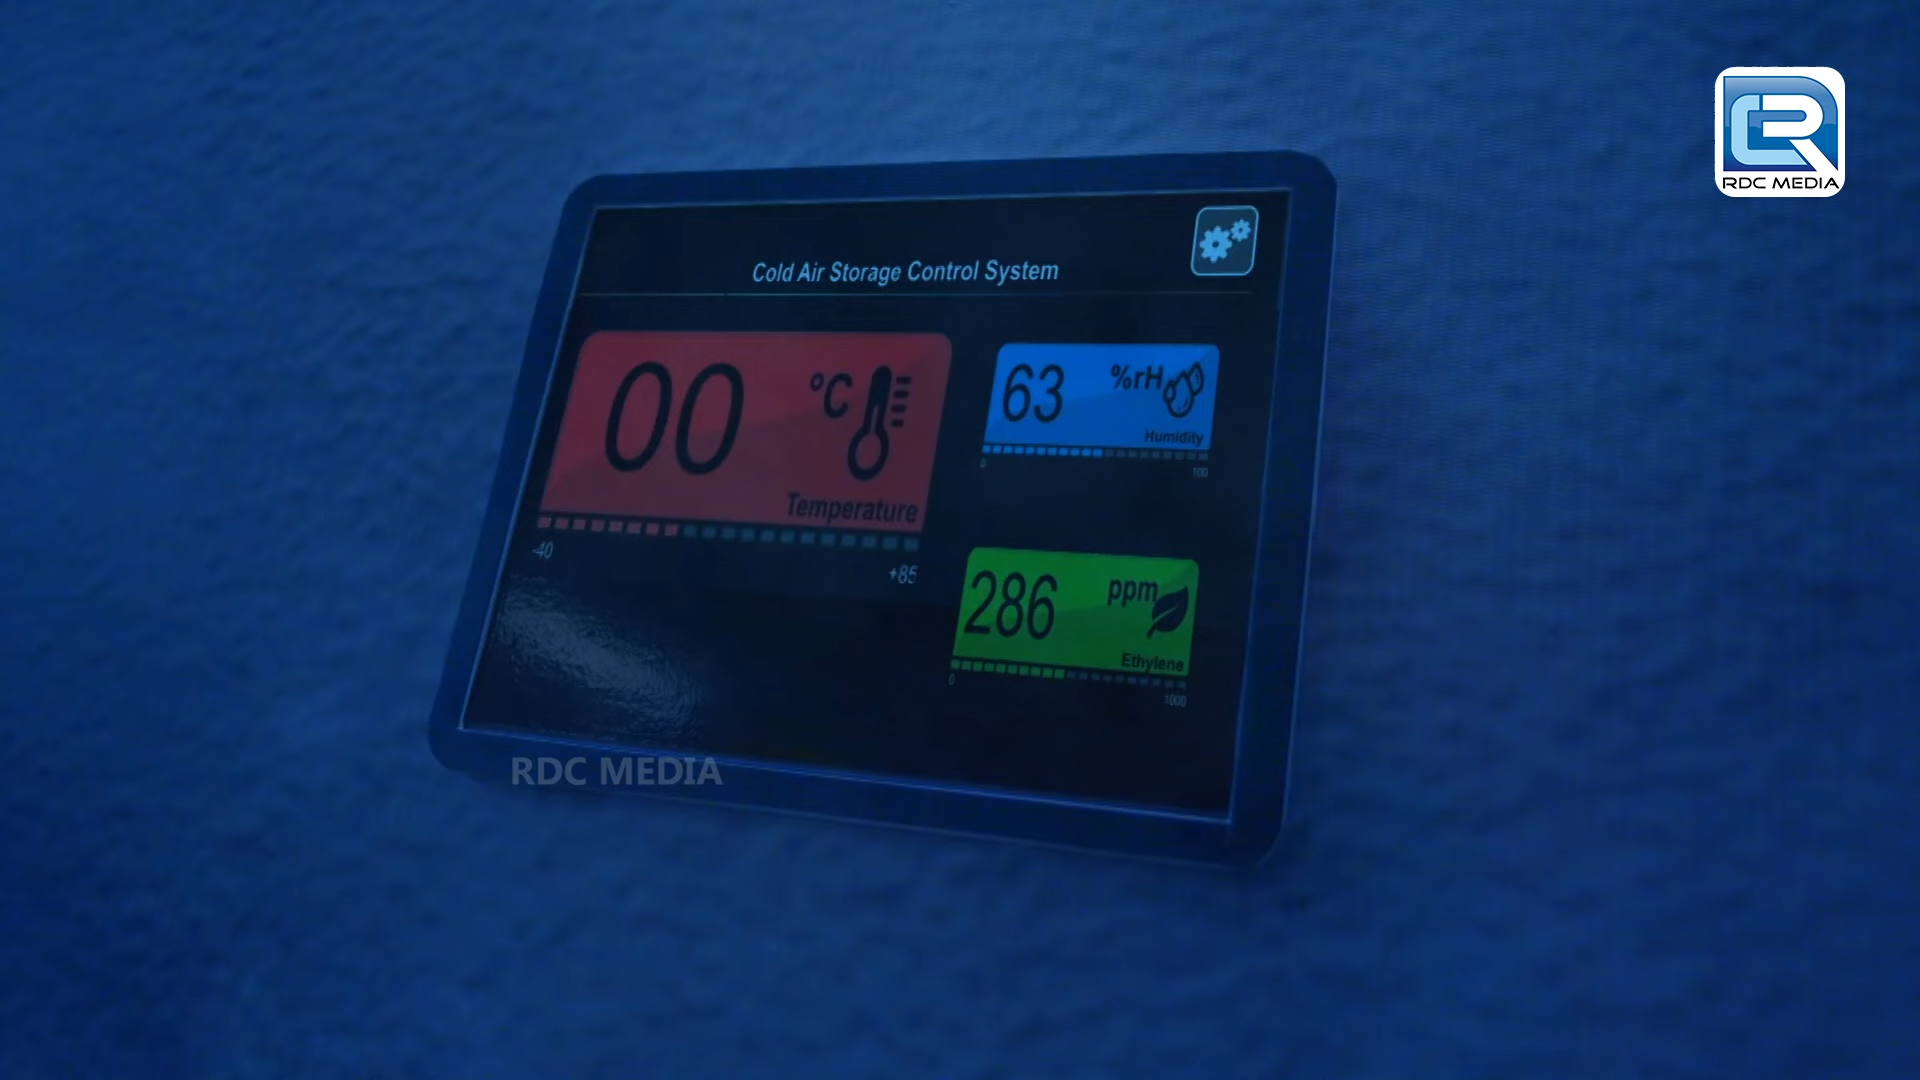 RDC MEDIA
Cold Air Storage Control System
00 °C
Temperature
-40 +85
63 %rH
Humidity
0 100
286 ppm
Ethylene
0 1000
RDC MEDIA